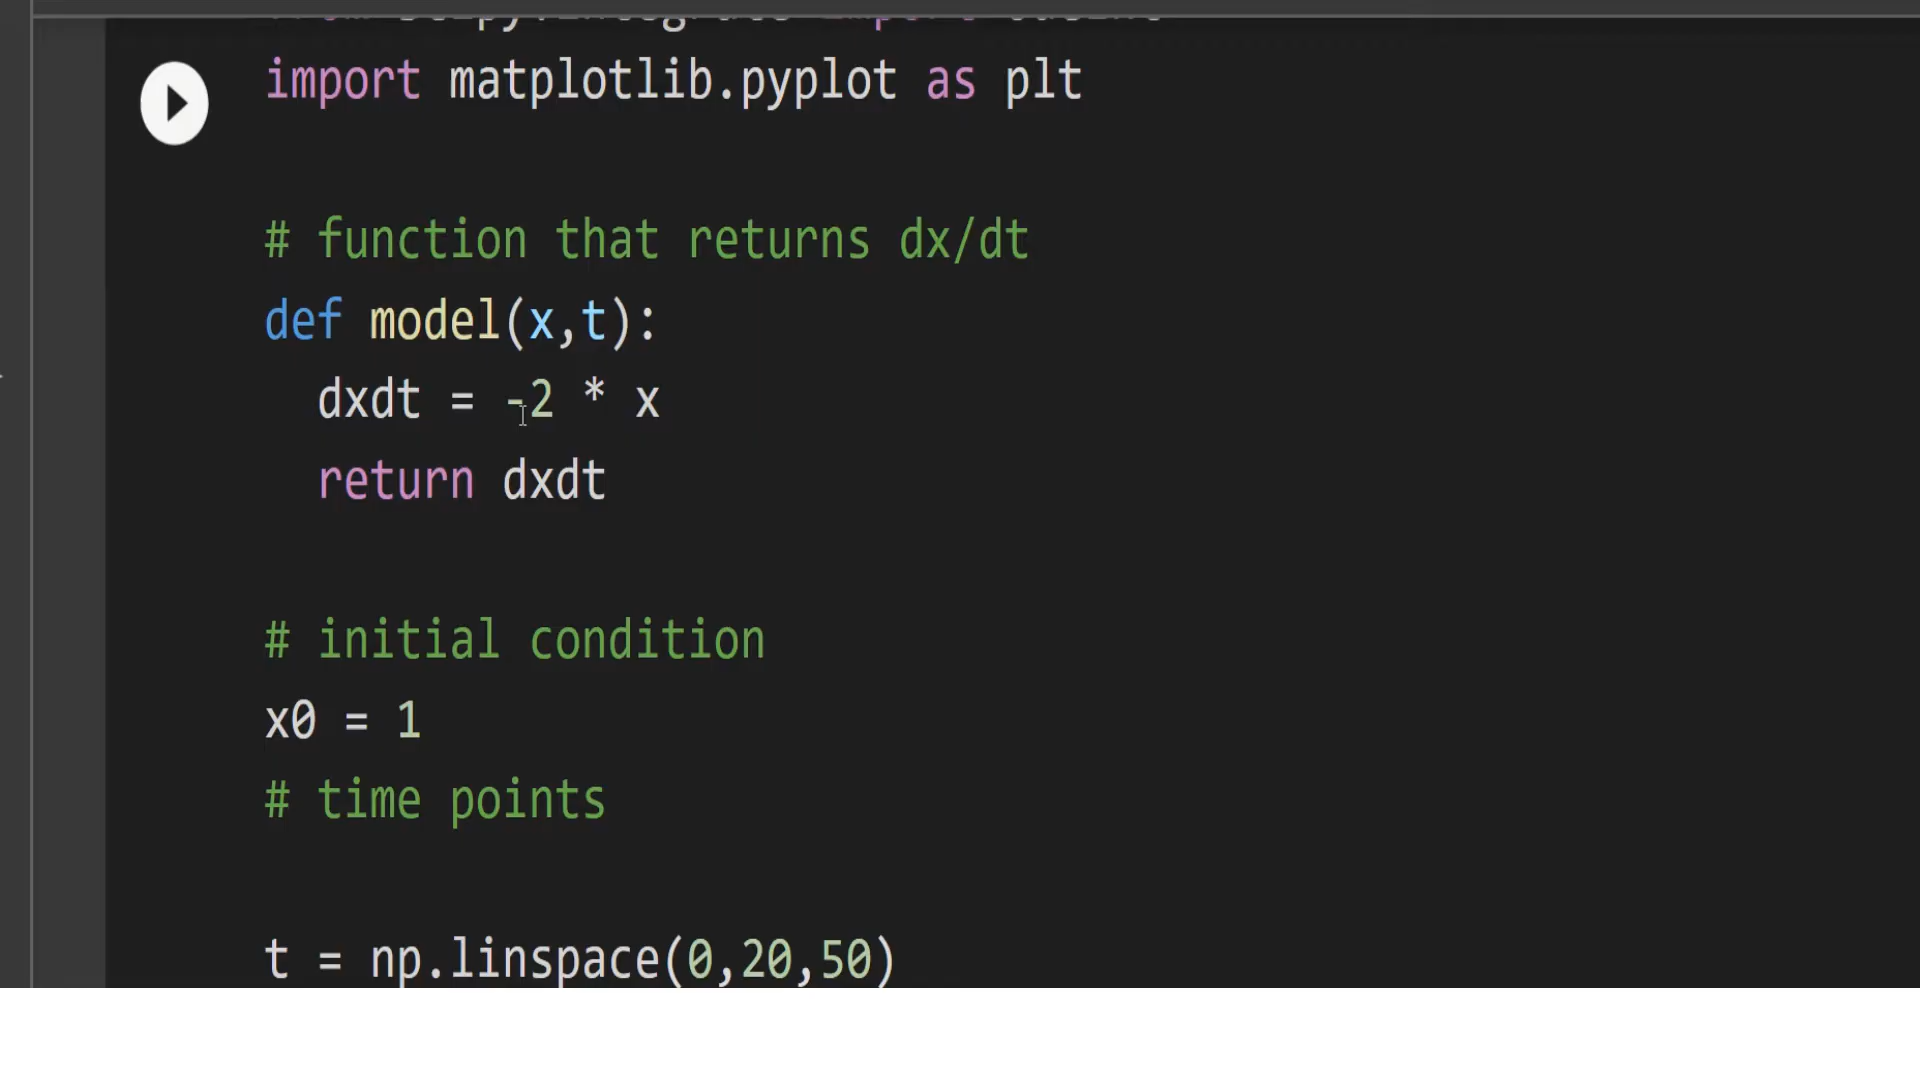 import matplotlib.pyplot as plt
# function that returns dx/dt
def model(x,t):
dxdt = -2 * x
return dxdt
# initial condition
x0 = 1
# time points
t = np.linspace(0,20,50)